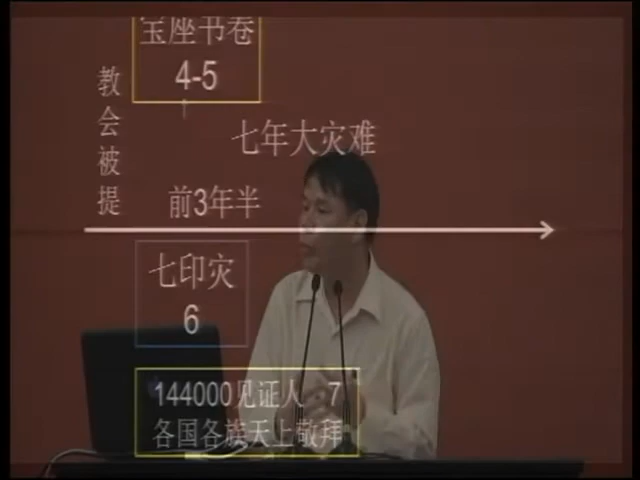 宝座书卷
4-5
教会被提
七年大灾难
前3年半
七印灾
6
144000见证人 7
各国各族天上敬拜